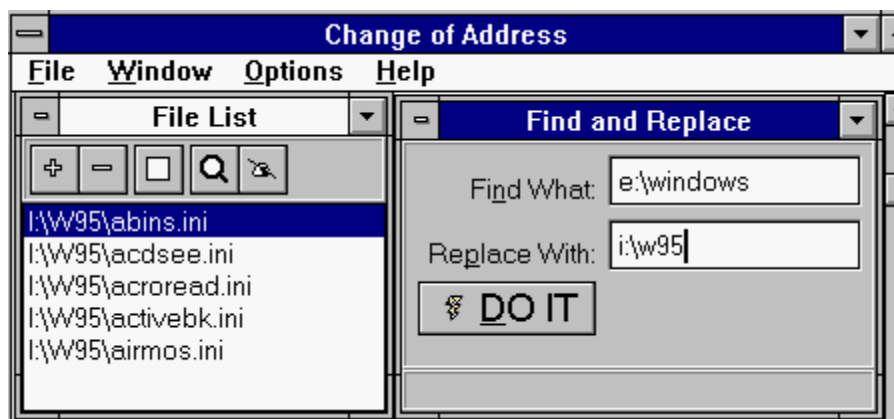 Change of Address
File Window Options Help
File List
I:\W95\abins.ini
I:\W95\acdsee.ini
I:\W95\acroread.ini
I:\W95\activebk.ini
I:\W95\airmos.ini
Find and Replace
Find What: e:\windows
Replace With: i:\w95
DO IT